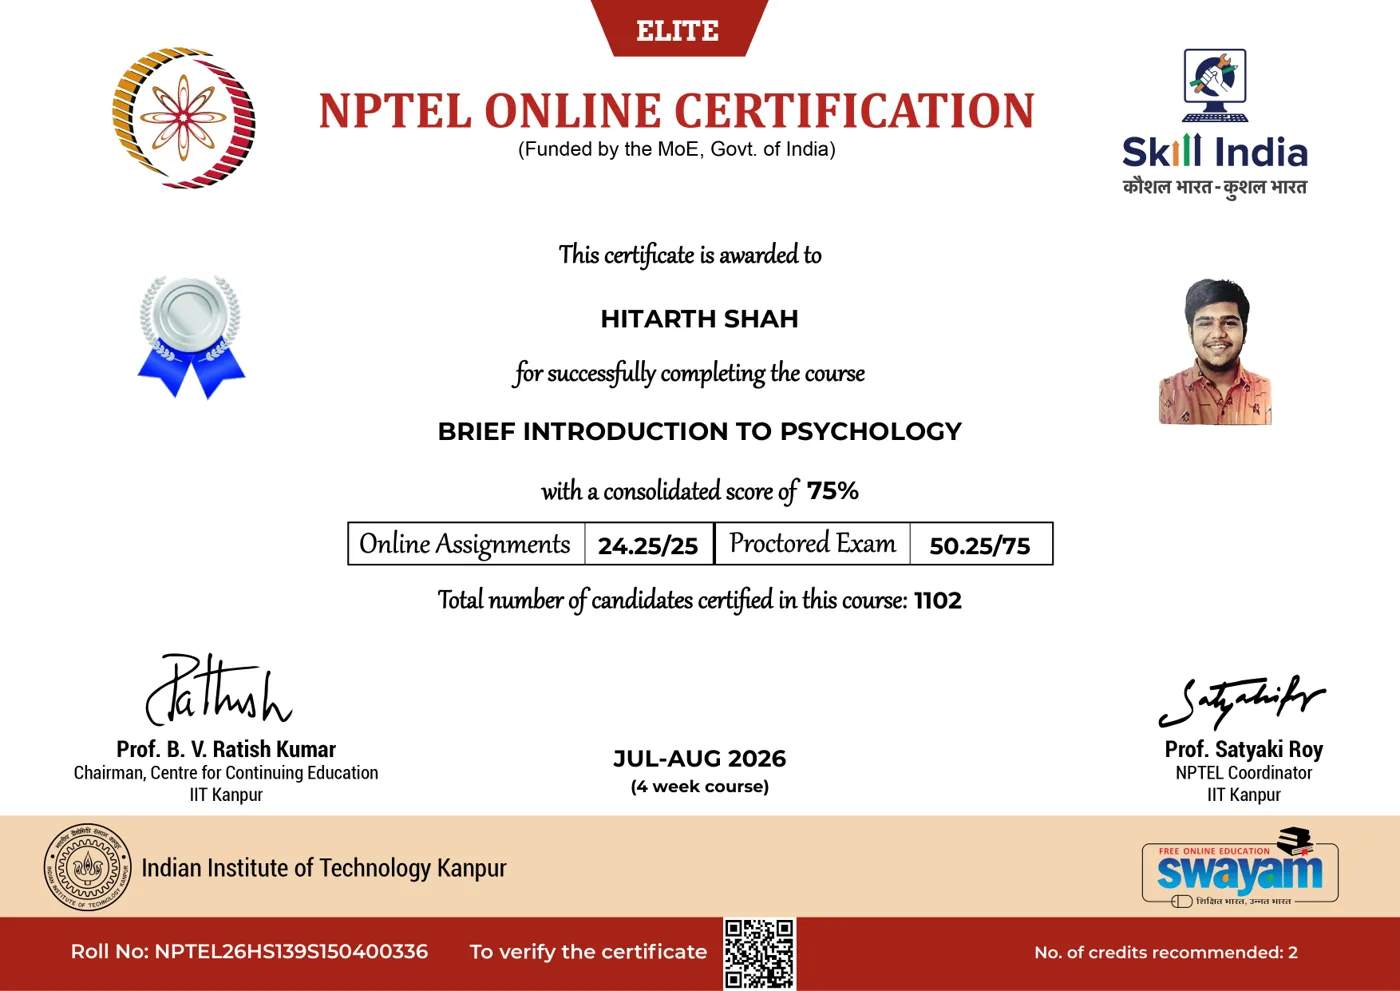 ELITE
NPTEL ONLINE CERTIFICATION
(Funded by the MoE, Govt. of India)
Skill India
कौशल भारत - कुशल भारत
This certificate is awarded to
HITARTH SHAH
for successfully completing the course
BRIEF INTRODUCTION TO PSYCHOLOGY
with a consolidated score of 75%
Online Assignments 24.25/25 Proctored Exam 50.25/75
Total number of candidates certified in this course: 1102
Prof. B. V. Ratish Kumar
Chairman, Centre for Continuing Education
IIT Kanpur
JUL-AUG 2026
(4 week course)
Prof. Satyaki Roy
NPTEL Coordinator
IIT Kanpur
INDIAN INSTITUTE OF TECHNOLOGY KANPUR
Indian Institute of Technology Kanpur
FREE ONLINE EDUCATION
swayam
शिक्षित भारत, उन्नत भारत
Roll No: NPTEL26HS139S150400336
To verify the certificate
No. of credits recommended: 2